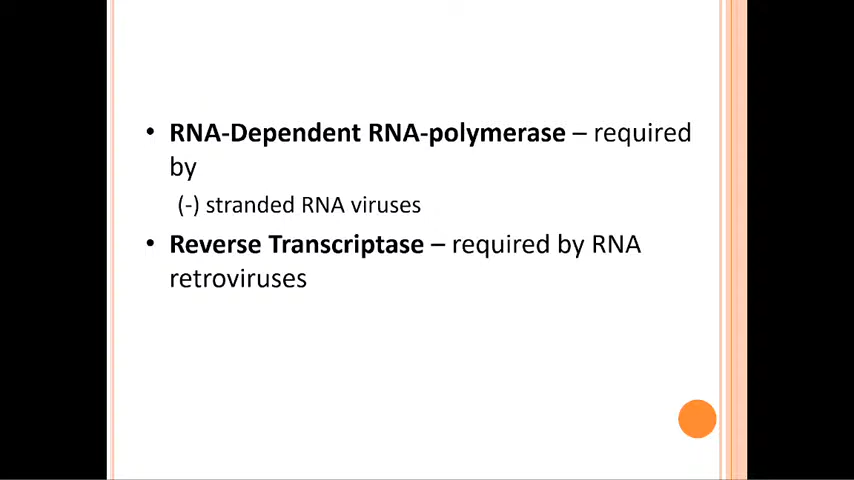 • RNA-Dependent RNA-polymerase – required
by
(-) stranded RNA viruses
• Reverse Transcriptase – required by RNA
retroviruses